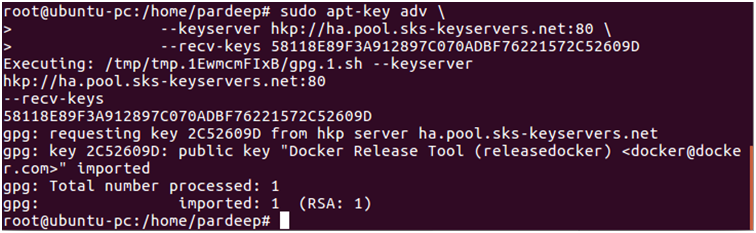 root@ubuntu-pc:/home/pardeep# sudo apt-key adv \
>               --keyserver hkp://ha.pool.sks-keyservers.net:80 \
>               --recv-keys 58118E89F3A912897C070ADBF76221572C52609D
Executing: /tmp/tmp.1EwmcmFIxB/gpg.1.sh --keyserver
hkp://ha.pool.sks-keyservers.net:80
--recv-keys
58118E89F3A912897C070ADBF76221572C52609D
gpg: requesting key 2C52609D from hkp server ha.pool.sks-keyservers.net
gpg: key 2C52609D: public key "Docker Release Tool (releasedocker) <docker@docke
r.com>" imported
gpg: Total number processed: 1
gpg:               imported: 1  (RSA: 1)
root@ubuntu-pc:/home/pardeep#